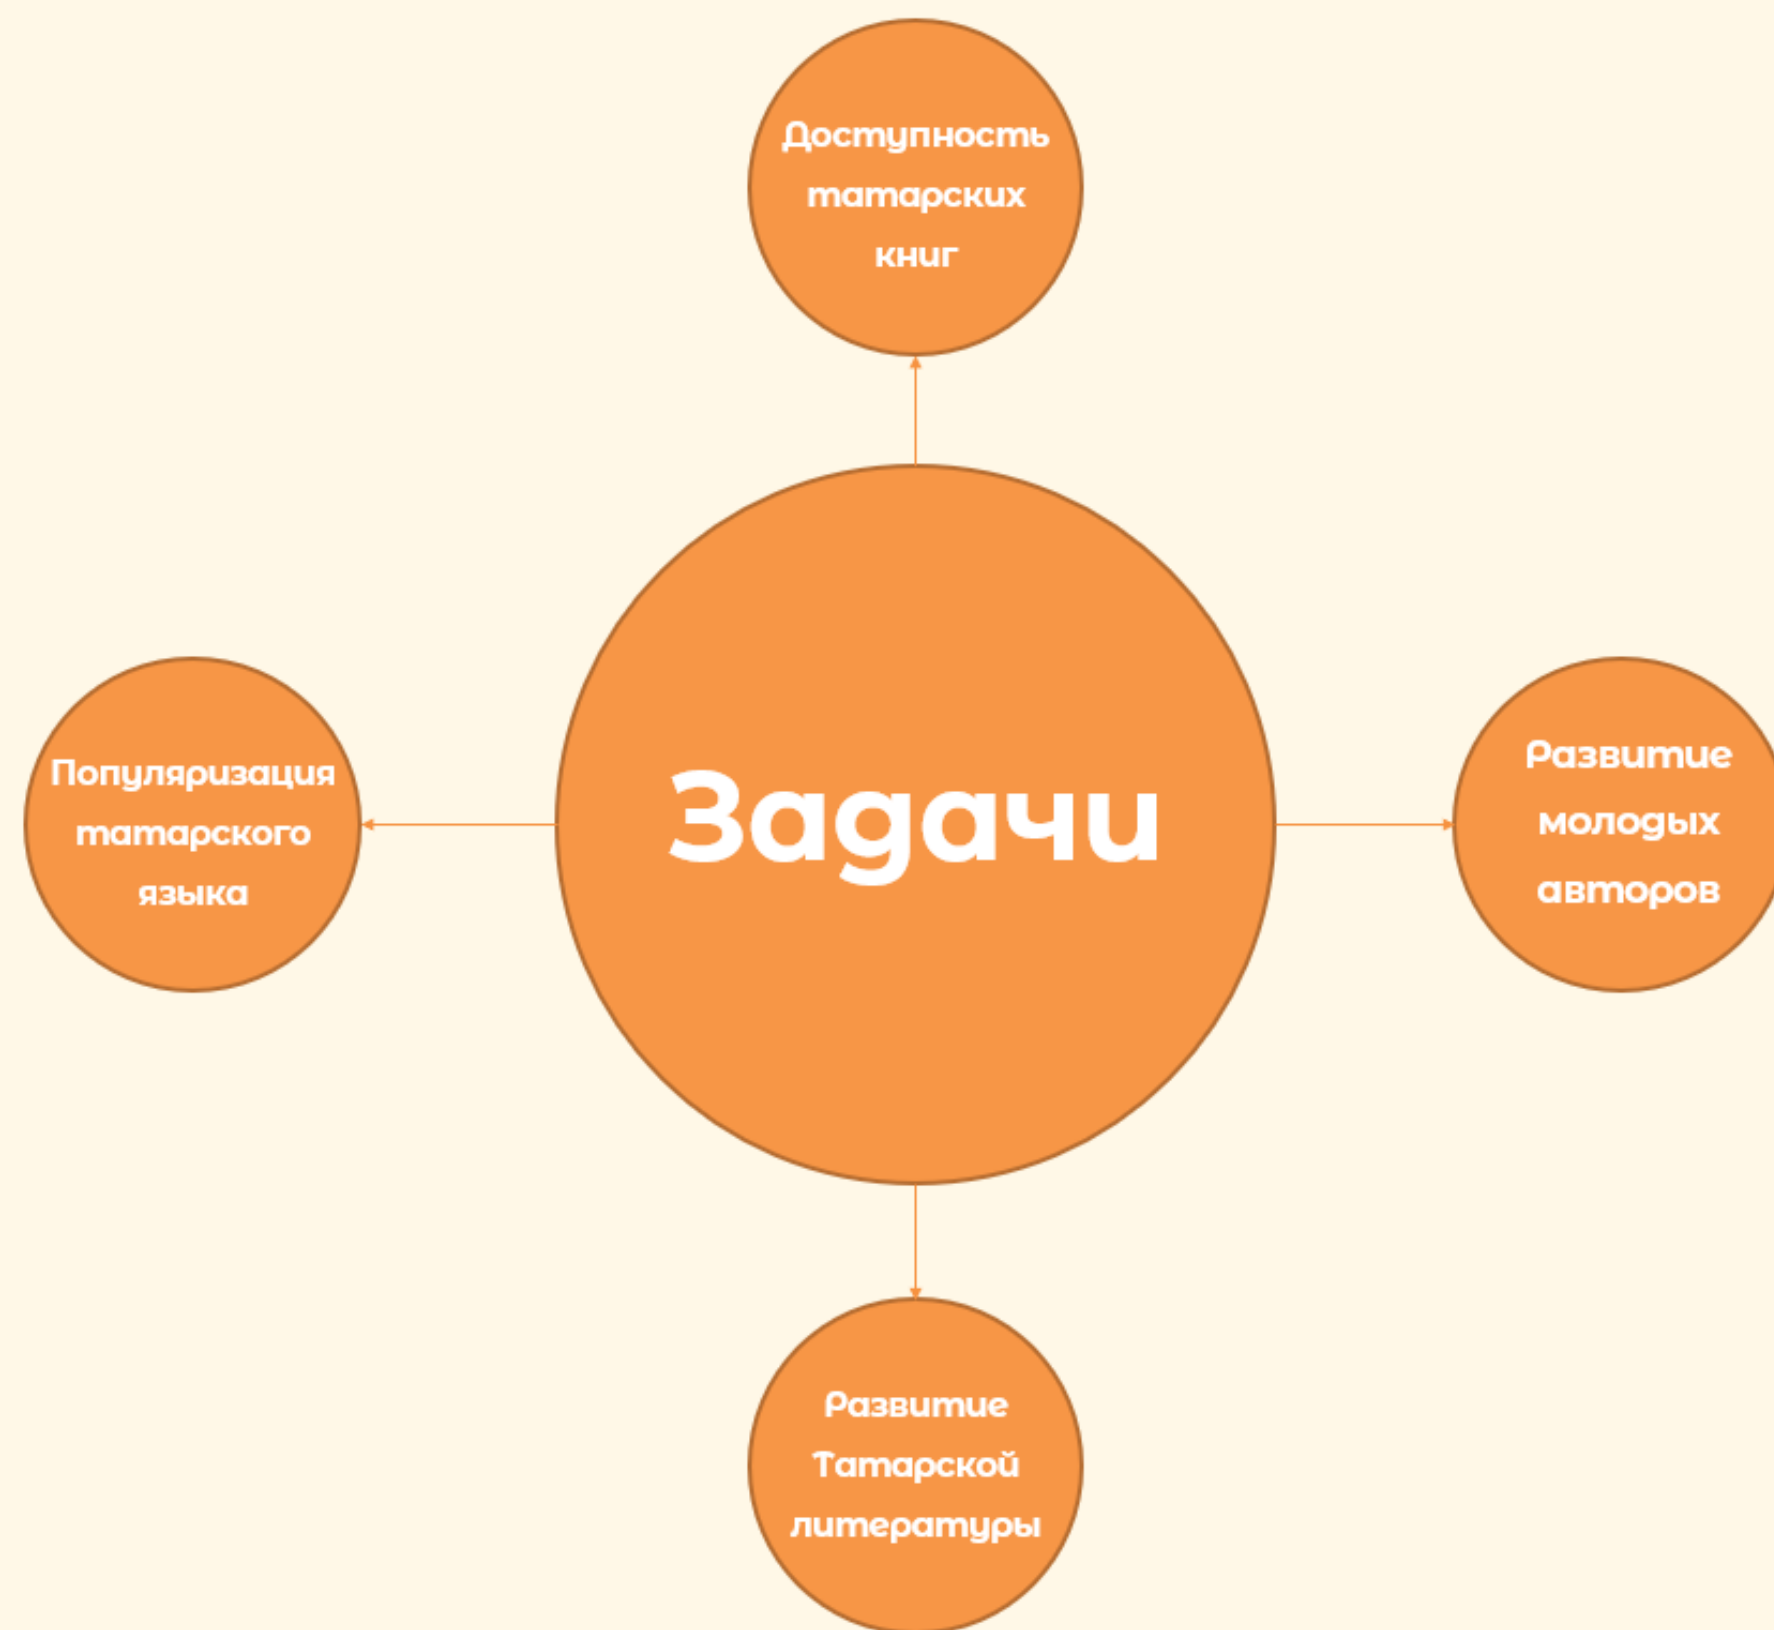 Доступность
татарских
книг
Популяризация
татарского
языка
Задачи
Развитие
молодых
авторов
Развитие
Татарской
литературы